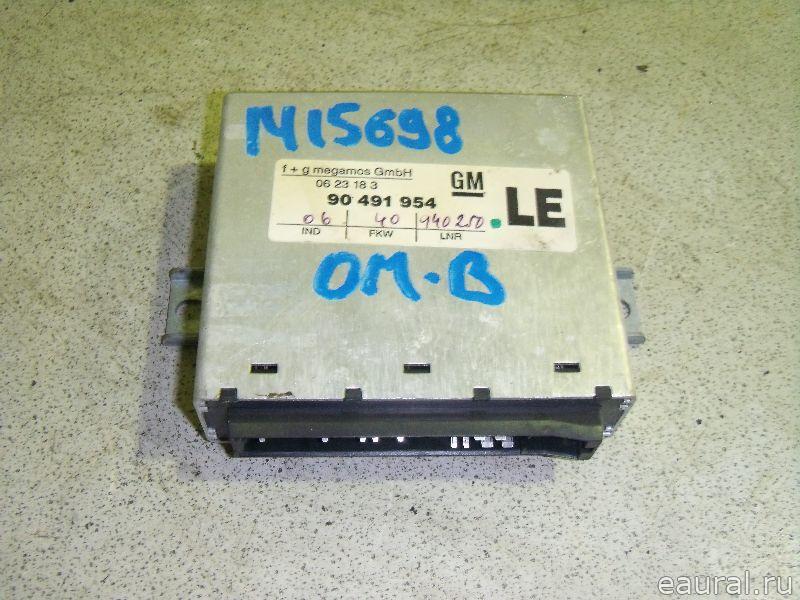 M15698
f + g megamos GmbH
06 23 18 3
GM
90 491 954
LE
06 40 940250
IND FKW LNR
OM-B
eaural.ru